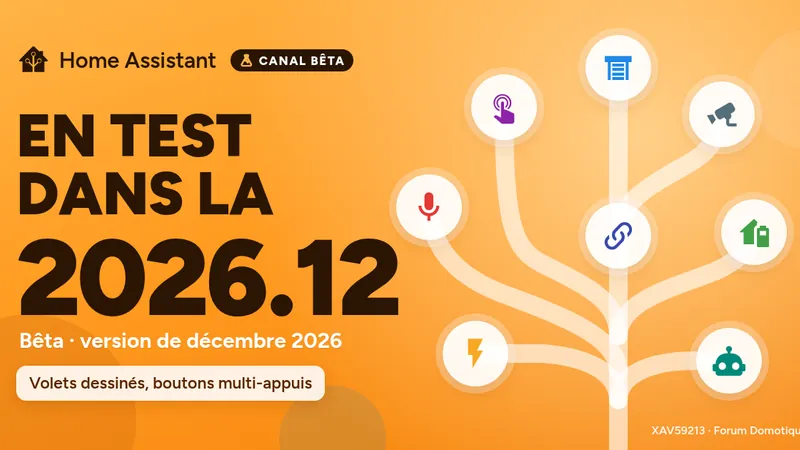 Home Assistant
CANAL BÊTA
EN TEST
DANS LA
2026.12
Bêta · version de décembre 2026
Volets dessinés, boutons multi-appuis
XAV59213 · Forum Domotiqu